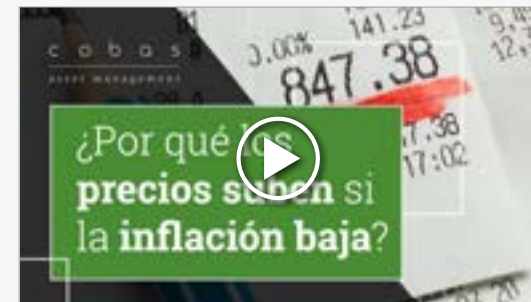 cobas
asset management
¿Por qué los
precios suben si
la inflación baja?
141.23
0.00%
847.38
7.38
17:02